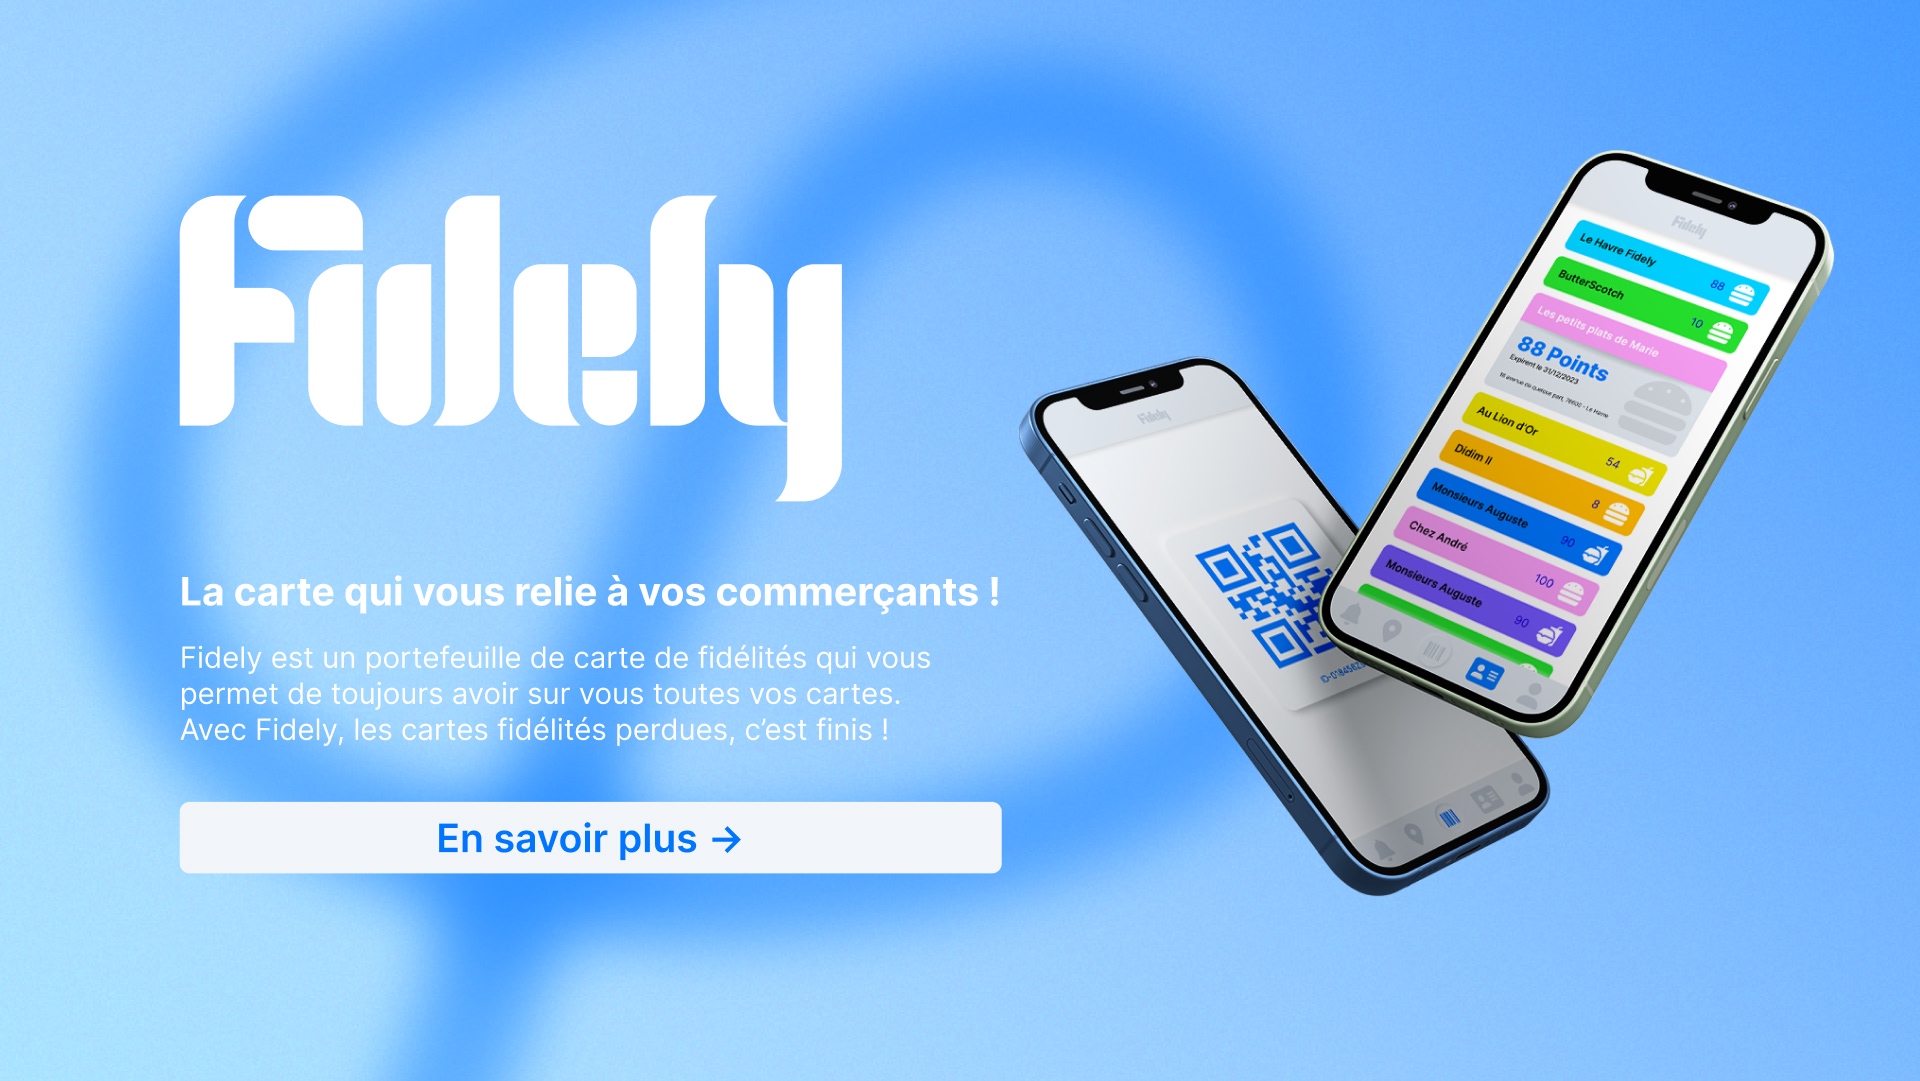 Fidely
La carte qui vous relie à vos commerçants !
Fidely est un portefeuille de carte de fidélités qui vous
permet de toujours avoir sur vous toutes vos cartes.
Avec Fidely, les cartes fidélités perdues, c’est finis !
En savoir plus →
Fidely
Fidely
Le Havre Fidely 88
ButterScotch 10
Les petits plats de Marie
88 Points
Expirent le 31/12/2023
76600 - Le Havre
Au Lion d'Or 54
Didim II 8
Monsieurs Auguste 90
Chez André 100
Monsieurs Auguste 90